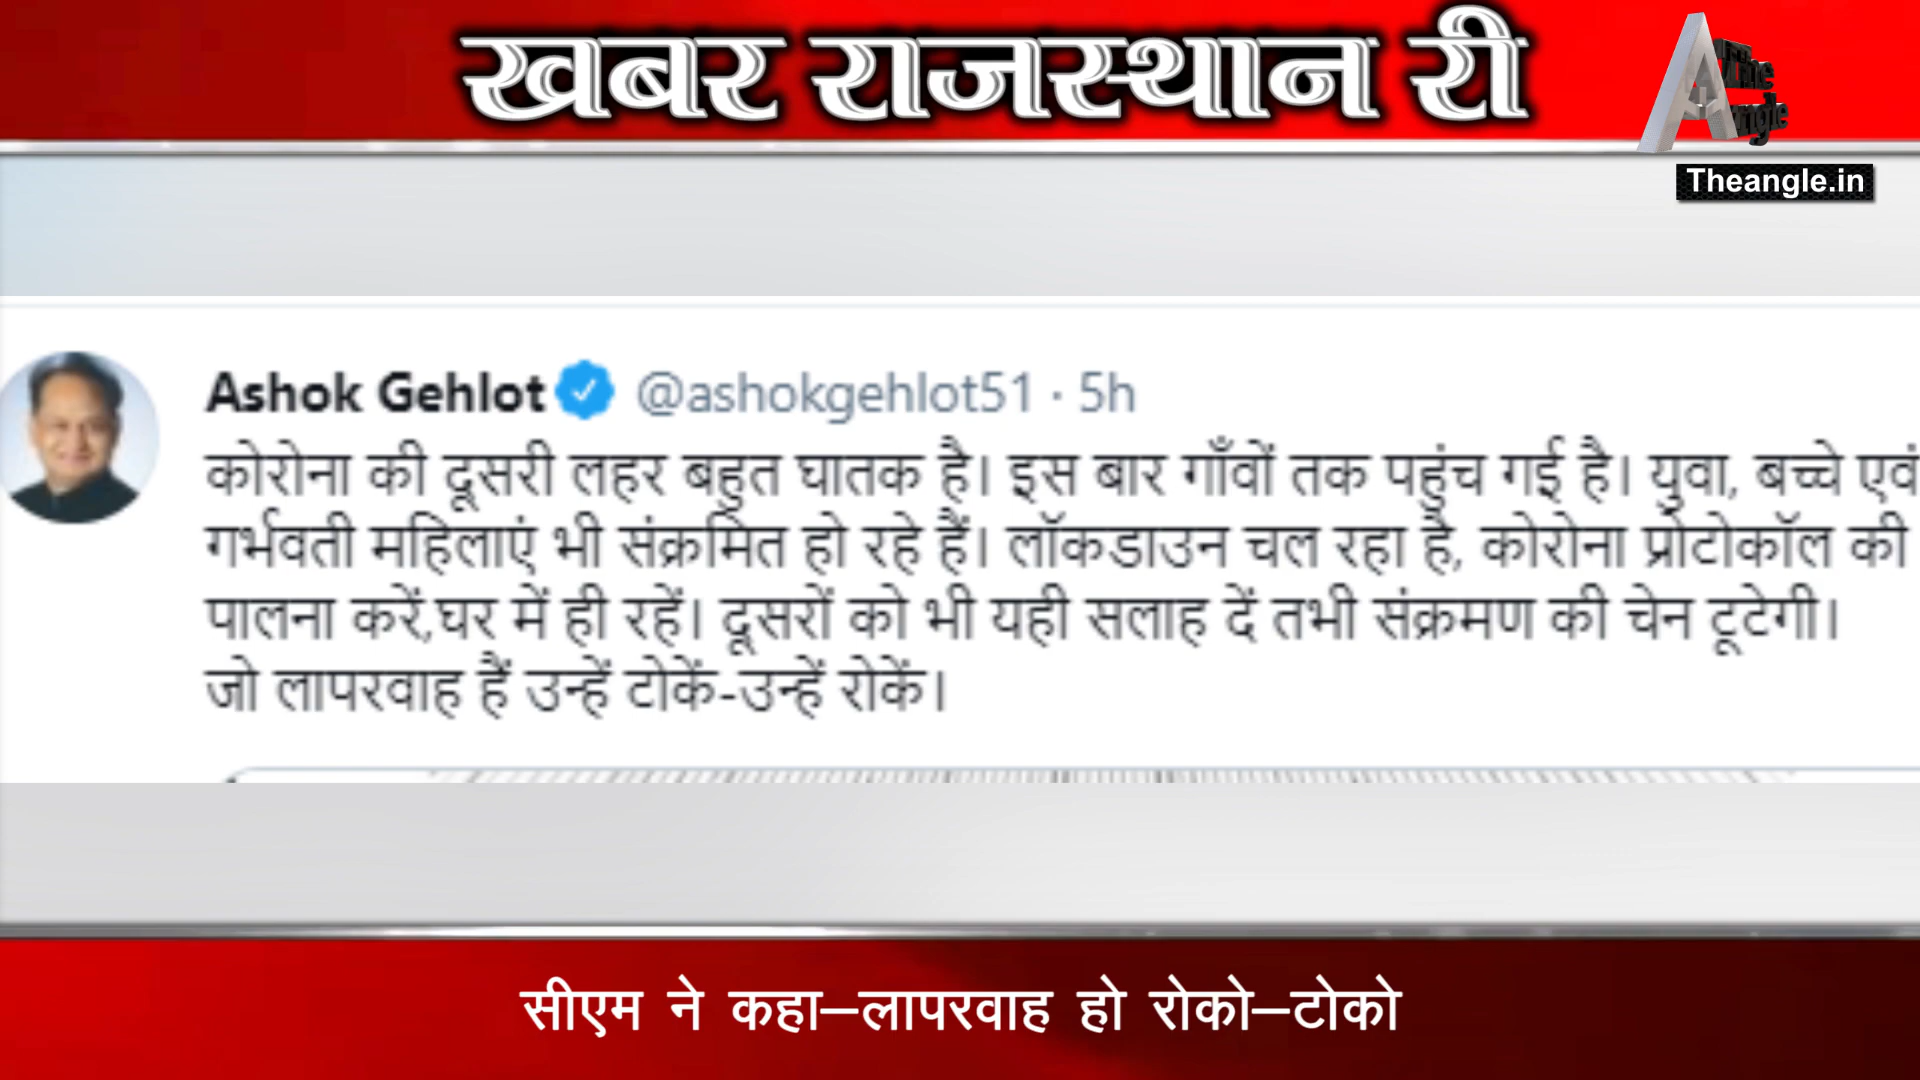 खबर राजस्थान री
The
Angle
Theangle.in
Ashok Gehlot @ashokgehlot51 · 5h
कोरोना की दूसरी लहर बहुत घातक है। इस बार गाँवों तक पहुंच गई है। युवा, बच्चे एवं
गर्भवती महिलाएं भी संक्रमित हो रहे हैं। लॉकडाउन चल रहा है, कोरोना प्रोटोकॉल की
पालना करें,घर में ही रहें। दूसरों को भी यही सलाह दें तभी संक्रमण की चेन टूटेगी।
जो लापरवाह हैं उन्हें टोकें-उन्हें रोकें।
सीएम ने कहा–लापरवाह हो रोको–टोको